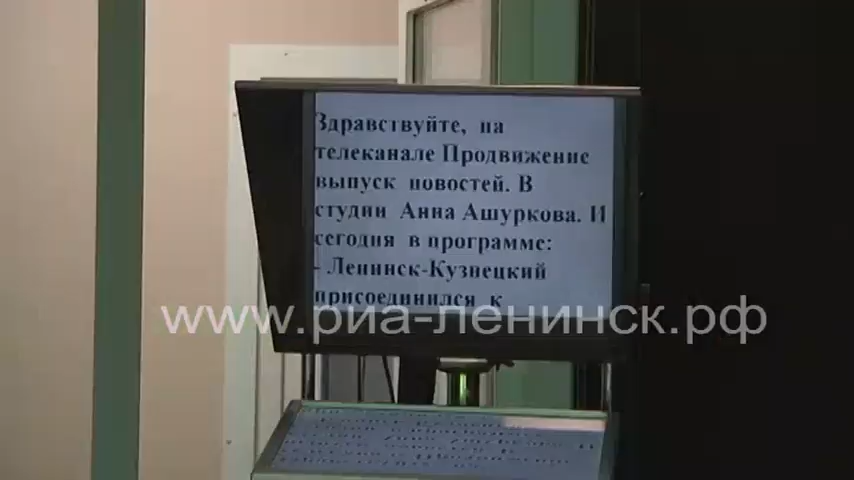 Здравствуйте, на
телеканале Продвижение
выпуск новостей. В
студии Анна Ашуркова. И
сегодня в программе:
- Ленинск-Кузнецкий
присоединился к
www.риа-ленинск.рф